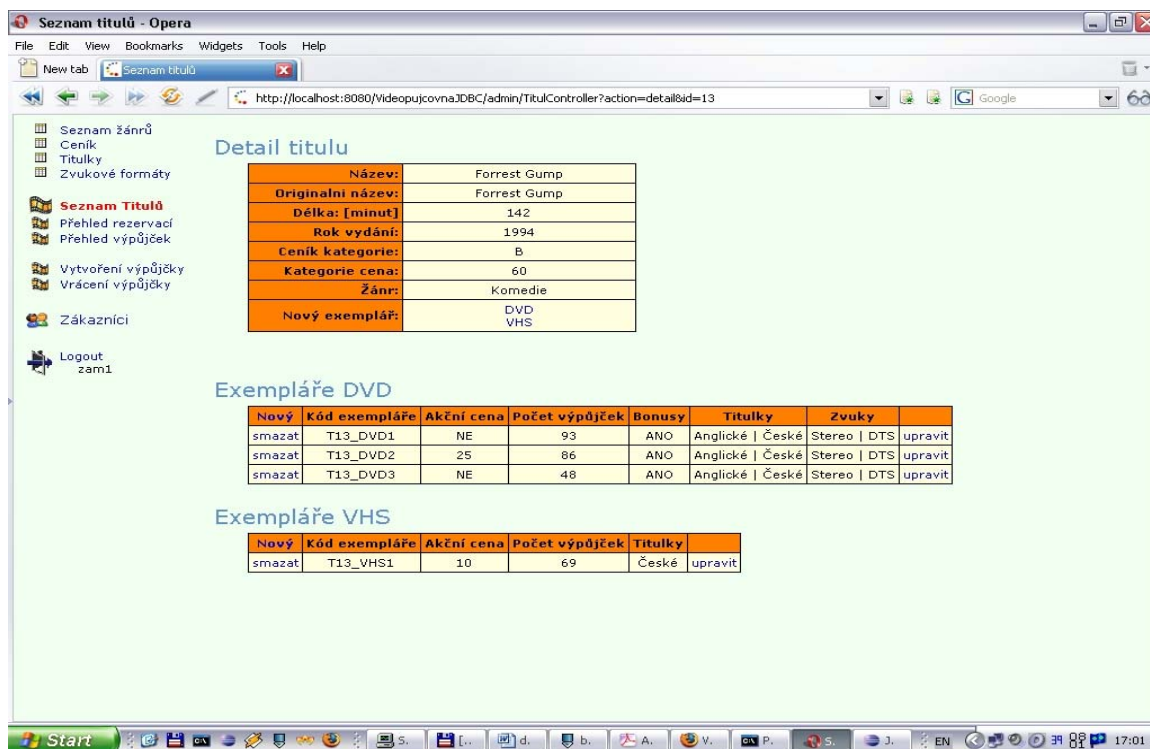 Seznam titulů - Opera
File Edit View Bookmarks Widgets Tools Help
New tab Seznam titulů
http://localhost:8080/VideopujcovnaJDBC/admin/TitulController?action=detail&id=13 G Google
Seznam žánrů
Ceník
Titulky
Zvukové formáty
Seznam Titulů
Přehled rezervací
Přehled výpůjček
Vytvoření výpůjčky
Vrácení výpůjčky
Zákazníci
Logout
zam1
Detail titulu
Název: Forrest Gump
Originalni název: Forrest Gump
Délka: [minut] 142
Rok vydání: 1994
Ceník kategorie: B
Kategorie cena: 60
Žánr: Komedie
Nový exemplář: DVD
VHS
Exempláře DVD
Nový Kód exempláře Akční cena Počet výpůjček Bonusy Titulky Zvuky
smazat T13_DVD1 NE 93 ANO Anglické | České Stereo | DTS upravit
smazat T13_DVD2 25 86 ANO Anglické | České Stereo | DTS upravit
smazat T13_DVD3 NE 48 ANO Anglické | České Stereo | DTS upravit
Exempláře VHS
Nový Kód exempláře Akční cena Počet výpůjček Titulky
smazat T13_VHS1 10 69 České upravit
Start S. [.. d. b. A. V. P. S. J. EN 17:01